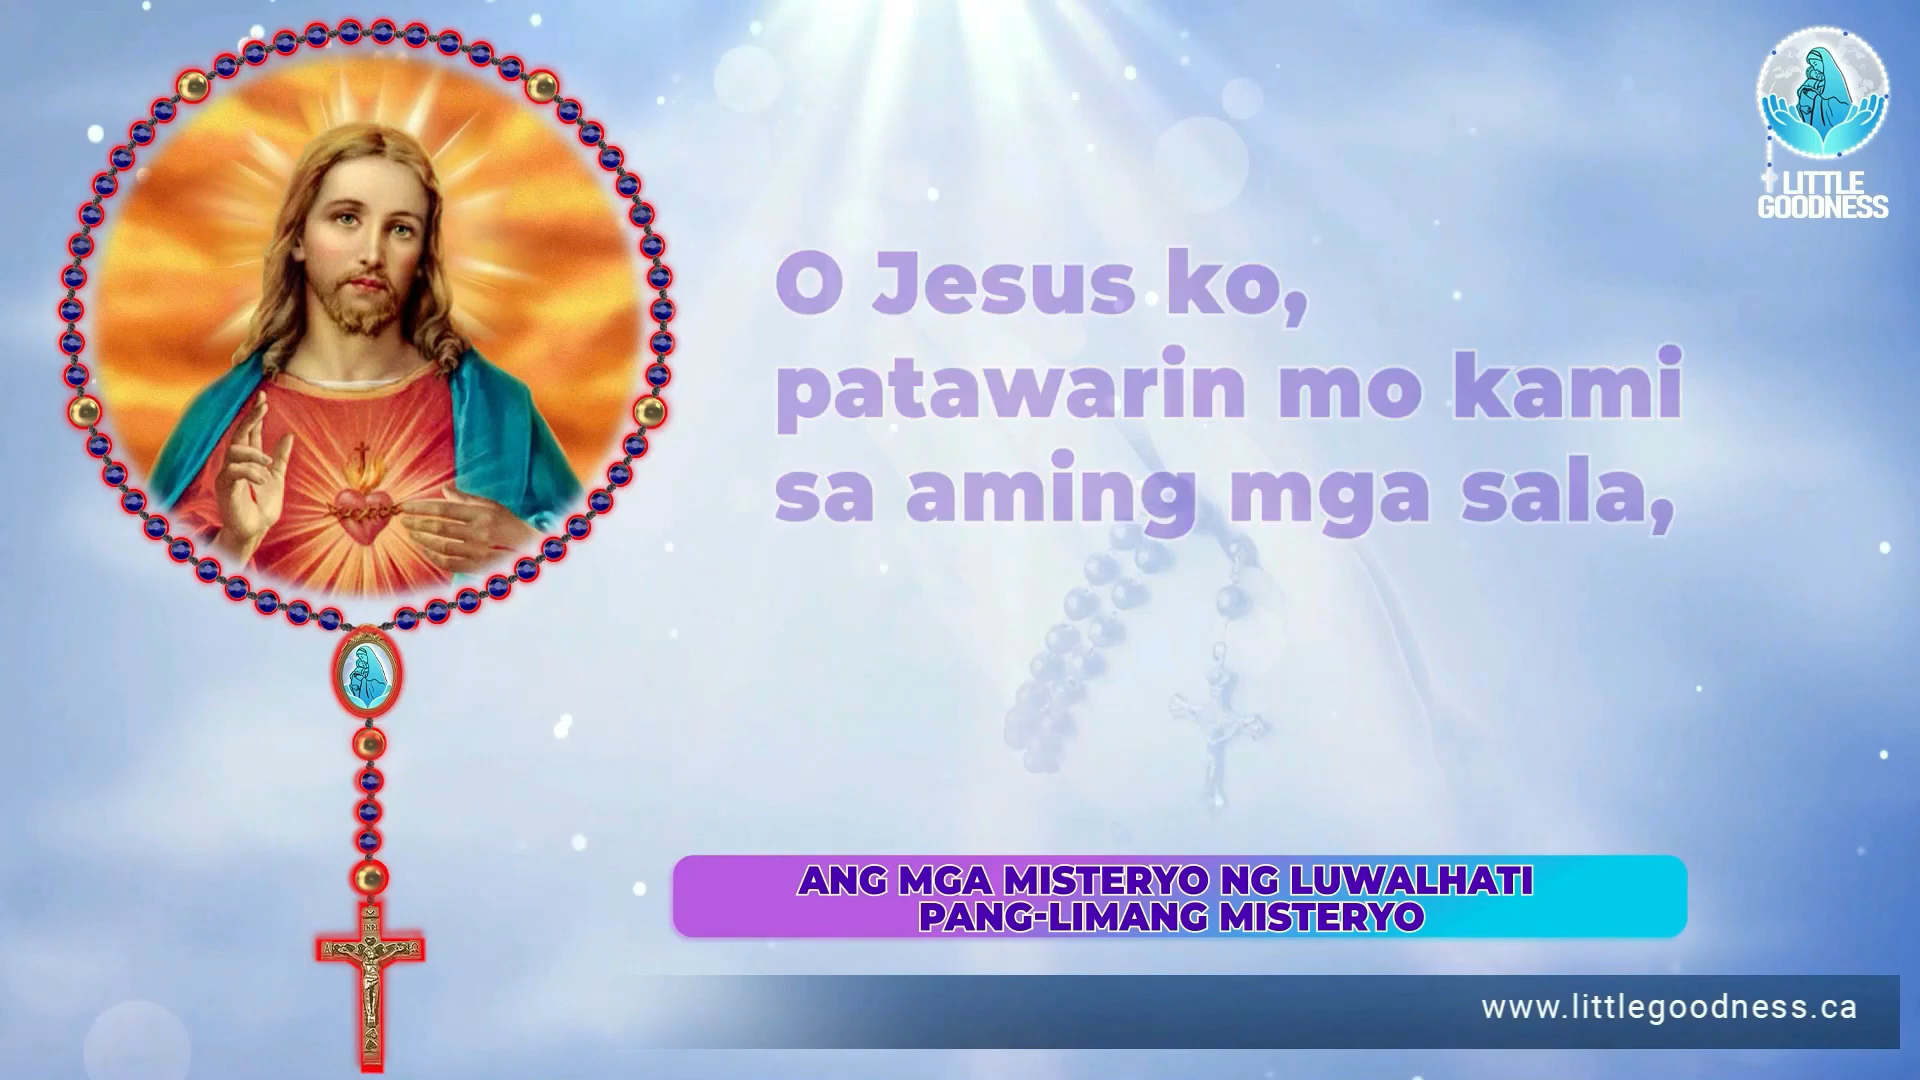 LITTLE
GOODNESS
O Jesus ko,
patawarin mo kami
sa aming mga sala,
ANG MGA MISTERYO NG LUWALHATI
PANG-LIMANG MISTERYO
INRI
www.littlegoodness.ca